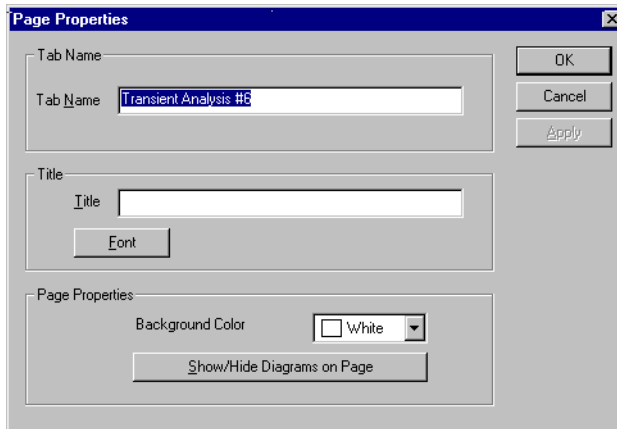 Page Properties
Tab Name
OK
Tab Name Transient Analysis #6
Cancel
Apply
Title
Title
Font
Page Properties
Background Color White
Show/Hide Diagrams on Page